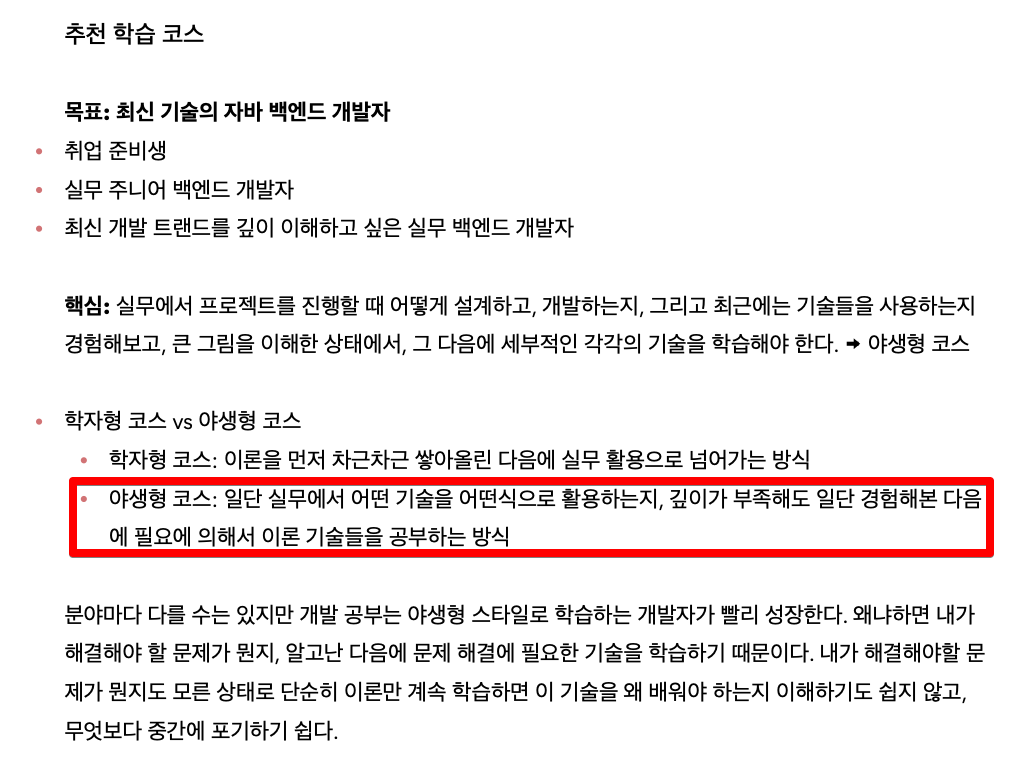 추천 학습 코스
목표: 최신 기술의 자바 백엔드 개발자
• 취업 준비생
• 실무 주니어 백엔드 개발자
• 최신 개발 트랜드를 깊이 이해하고 싶은 실무 백엔드 개발자
핵심: 실무에서 프로젝트를 진행할 때 어떻게 설계하고, 개발하는지, 그리고 최근에는 기술들을 사용하는지
경험해보고, 큰 그림을 이해한 상태에서, 그 다음에 세부적인 각각의 기술을 학습해야 한다. ➡ 야생형 코스
• 학자형 코스 vs 야생형 코스
• 학자형 코스: 이론을 먼저 차근차근 쌓아올린 다음에 실무 활용으로 넘어가는 방식
• 야생형 코스: 일단 실무에서 어떤 기술을 어떤식으로 활용하는지, 깊이가 부족해도 일단 경험해본 다음
에 필요에 의해서 이론 기술들을 공부하는 방식
분야마다 다를 수는 있지만 개발 공부는 야생형 스타일로 학습하는 개발자가 빨리 성장한다. 왜냐하면 내가
해결해야 할 문제가 뭔지, 알고난 다음에 문제 해결에 필요한 기술을 학습하기 때문이다. 내가 해결해야할 문
제가 뭔지도 모른 상태로 단순히 이론만 계속 학습하면 이 기술을 왜 배워야 하는지 이해하기도 쉽지 않고,
무엇보다 중간에 포기하기 쉽다.